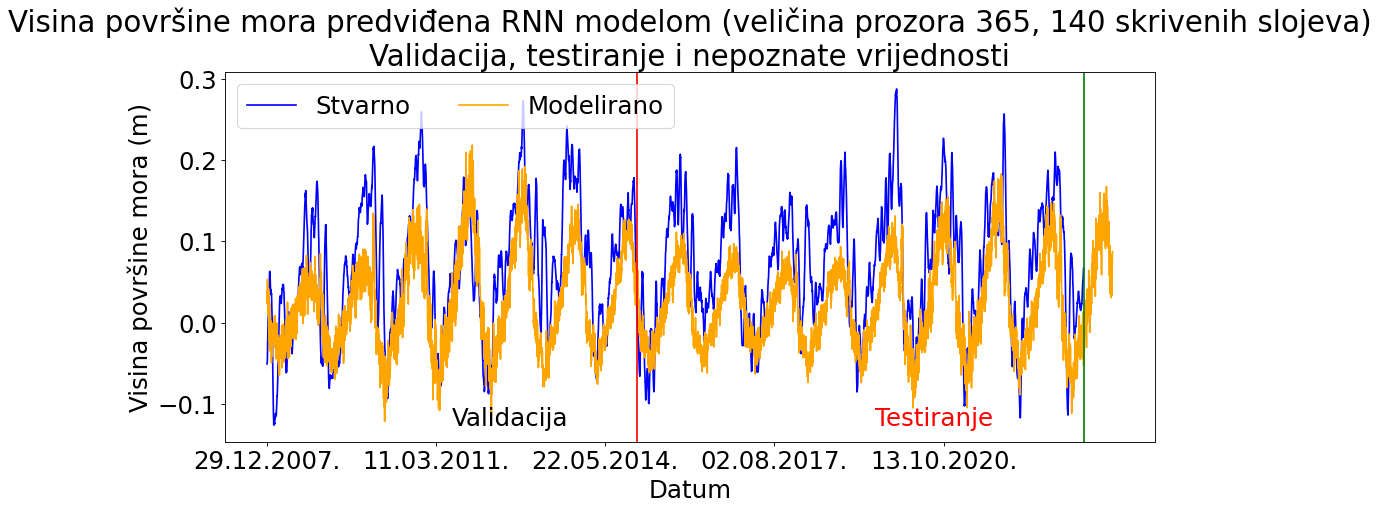 Visina površine mora predviđena RNN modelom (veličina prozora 365, 140 skrivenih slojeva)
Validacija, testiranje i nepoznate vrijednosti
Stvarno
Modelirano
Visina površine mora (m)
0.3
0.2
0.1
0.0
−0.1
Validacija
Testiranje
29.12.2007.
11.03.2011.
22.05.2014.
02.08.2017.
13.10.2020.
Datum